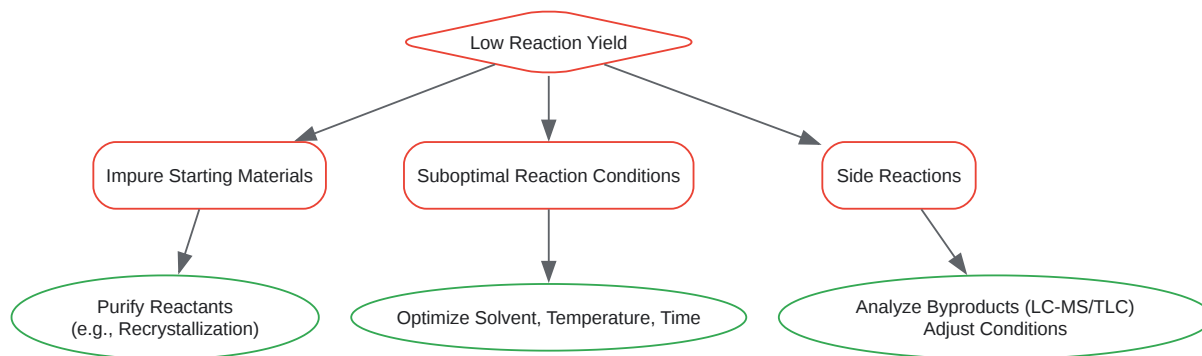 Low Reaction Yield
Impure Starting Materials
Suboptimal Reaction Conditions
Side Reactions
Purify Reactants
(e.g., Recrystallization)
Optimize Solvent, Temperature, Time
Analyze Byproducts (LC-MS/TLC)
Adjust Conditions